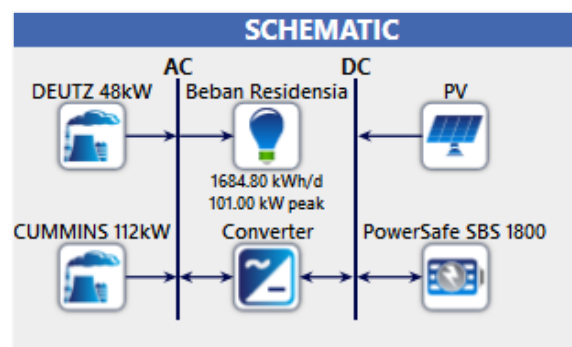 SCHEMATIC
AC DC
DEUTZ 48kW Beban Residensia PV
1684.80 kWh/d
101.00 kW peak
CUMMINS 112kW Converter PowerSafe SBS 1800